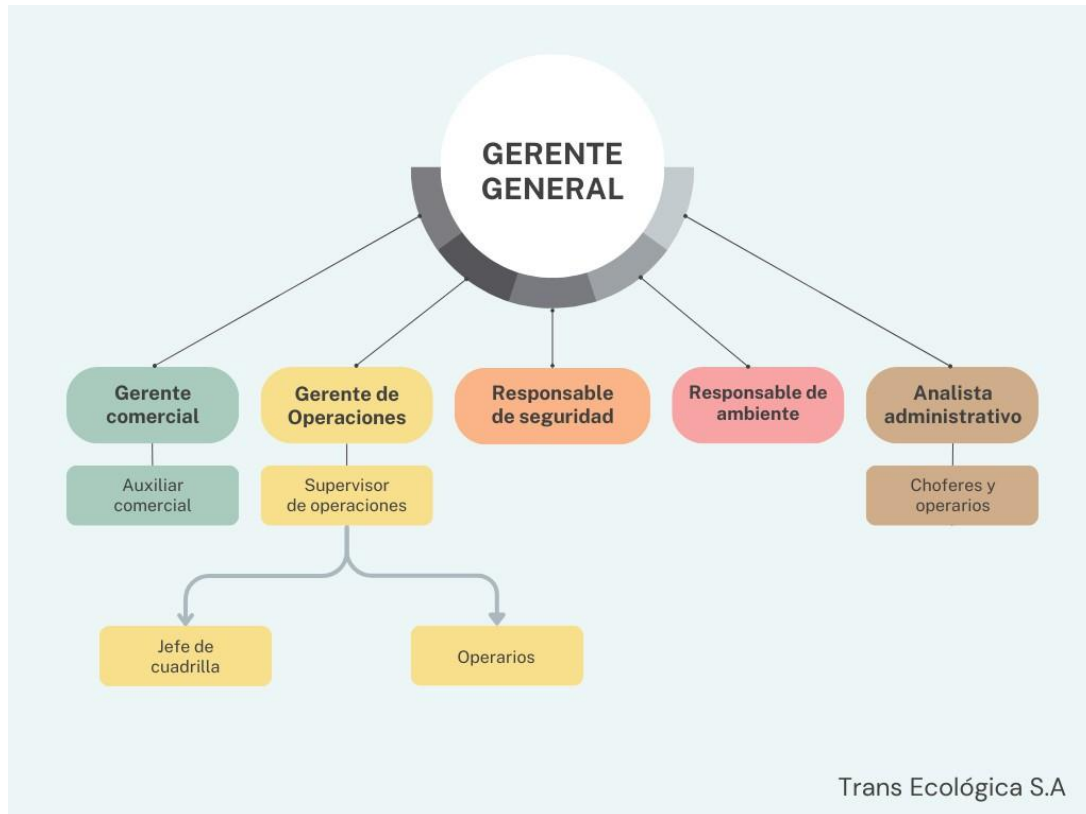 GERENTE
GENERAL
Gerente
comercial
Gerente de
Operaciones
Responsable
de seguridad
Responsable de
ambiente
Analista
administrativo
Auxiliar
comercial
Supervisor
de operaciones
Choferes y
operarios
Jefe de
cuadrilla
Operarios
Trans Ecológica S.A